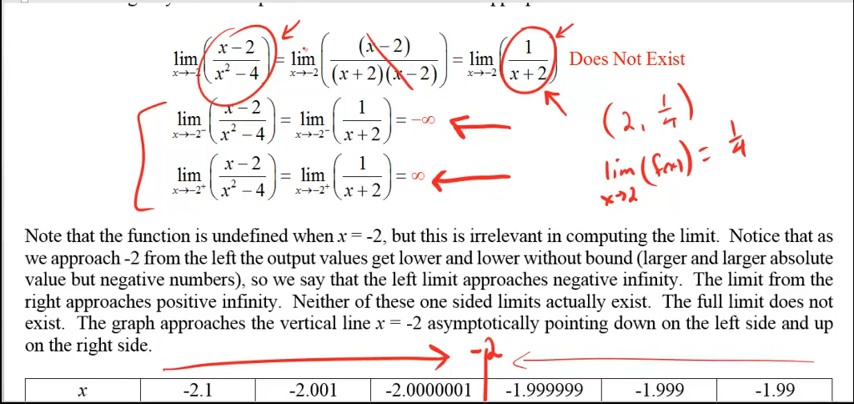 lim x→-2 ( x − 2 / x² − 4 ) = lim x→-2 ( (x − 2) / (x + 2)(x − 2) ) = lim x→-2 ( 1 / x + 2 ) Does Not Exist
lim x→-2⁻ ( x − 2 / x² − 4 ) = lim x→-2⁻ ( 1 / x + 2 ) = −∞
(2, 1/4)
lim x→-2⁺ ( x − 2 / x² − 4 ) = lim x→-2⁺ ( 1 / x + 2 ) = ∞
lim x→2 (f(x)) = 1/4
Note that the function is undefined when x = -2, but this is irrelevant in computing the limit. Notice that as
we approach -2 from the left the output values get lower and lower without bound (larger and larger absolute
value but negative numbers), so we say that the left limit approaches negative infinity. The limit from the
right approaches positive infinity. Neither of these one sided limits actually exist. The full limit does not
exist. The graph approaches the vertical line x = -2 asymptotically pointing down on the left side and up
on the right side.
-2
x -2.1 -2.001 -2.0000001 -1.999999 -1.999 -1.99